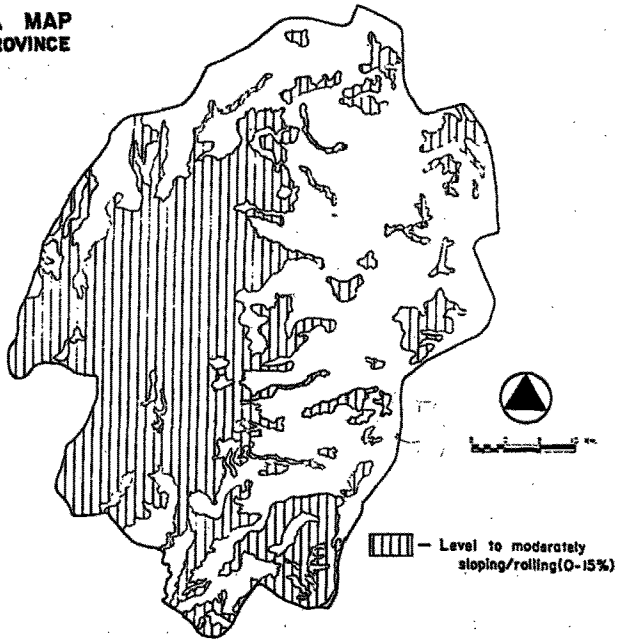 MAP
ROVINCE
— Level to moderately
sloping/rolling(0-15%)